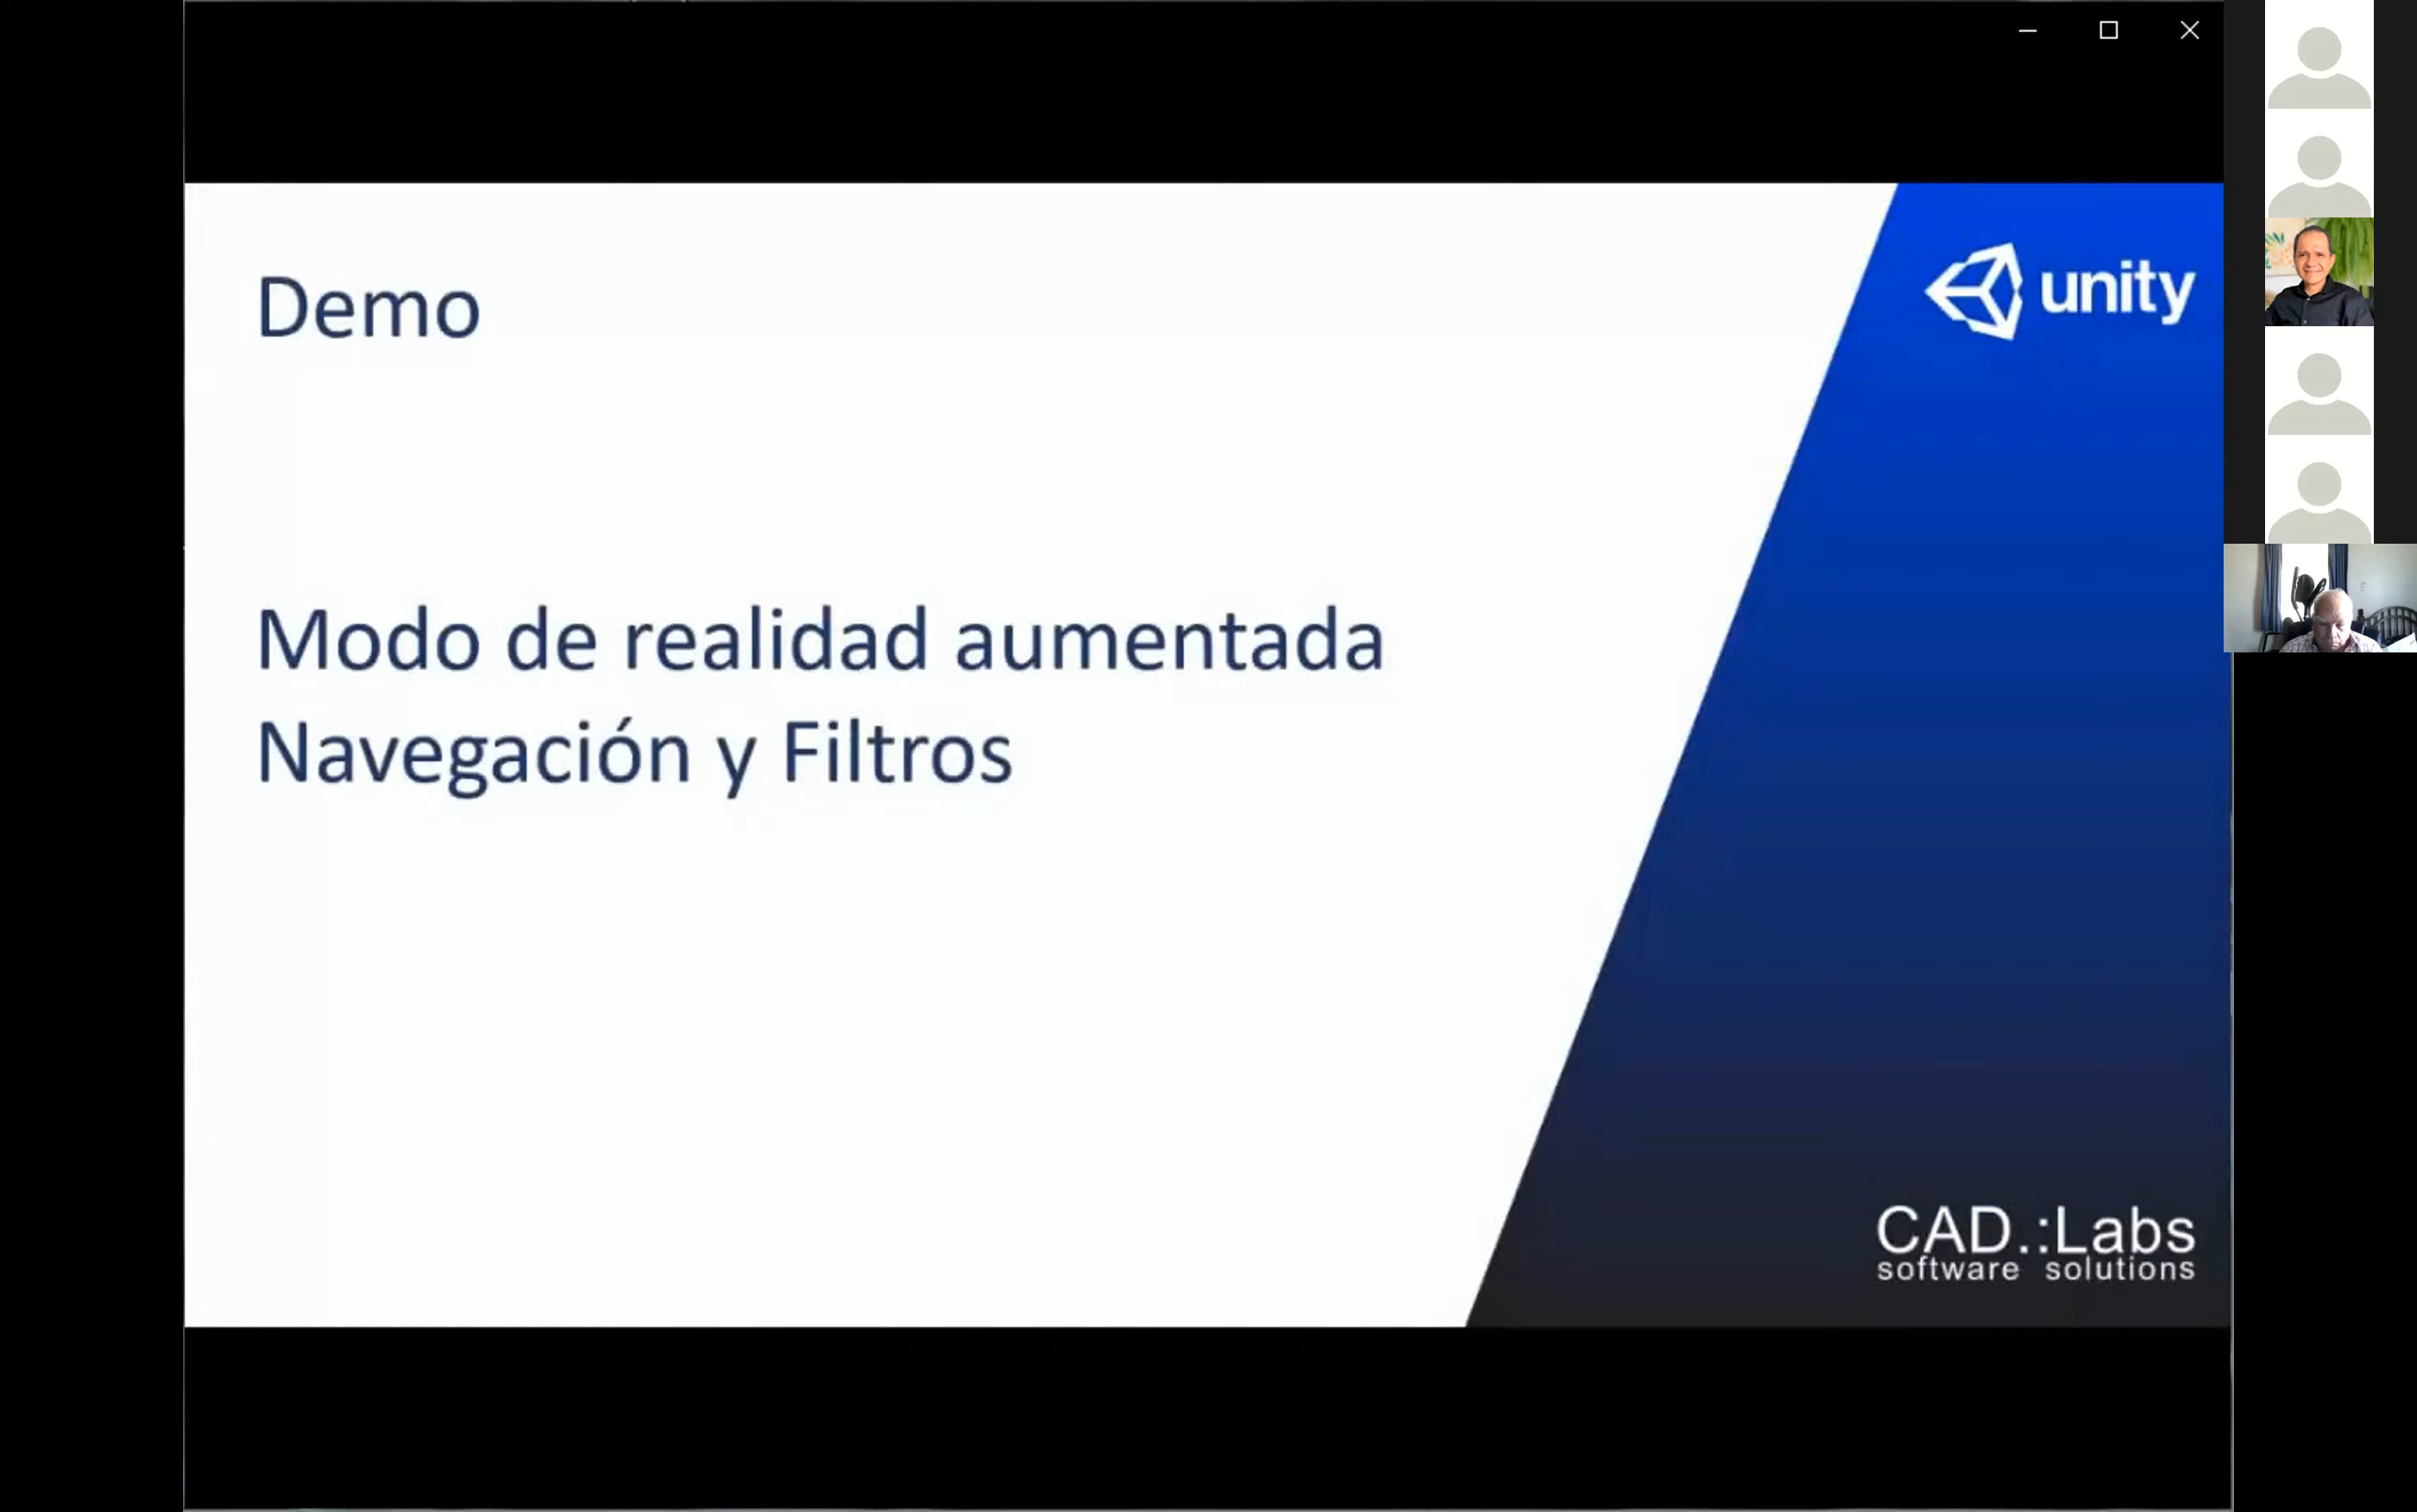 Demo
unity
Modo de realidad aumentada
Navegación y Filtros
CAD.:Labs
software solutions